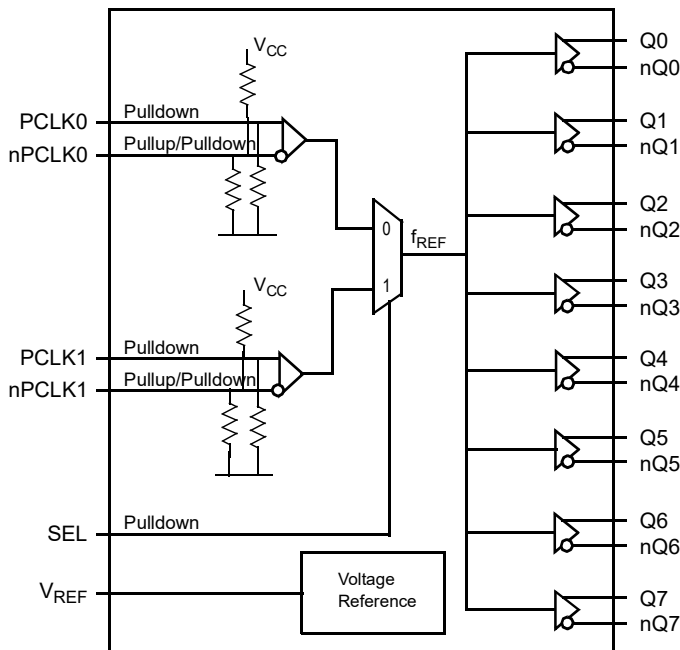 V_CC
PCLK0 Pulldown
nPCLK0 Pullup/Pulldown
0
f_REF
1
V_CC
PCLK1 Pulldown
nPCLK1 Pullup/Pulldown
SEL Pulldown
V_REF
Voltage
Reference
Q0
nQ0
Q1
nQ1
Q2
nQ2
Q3
nQ3
Q4
nQ4
Q5
nQ5
Q6
nQ6
Q7
nQ7